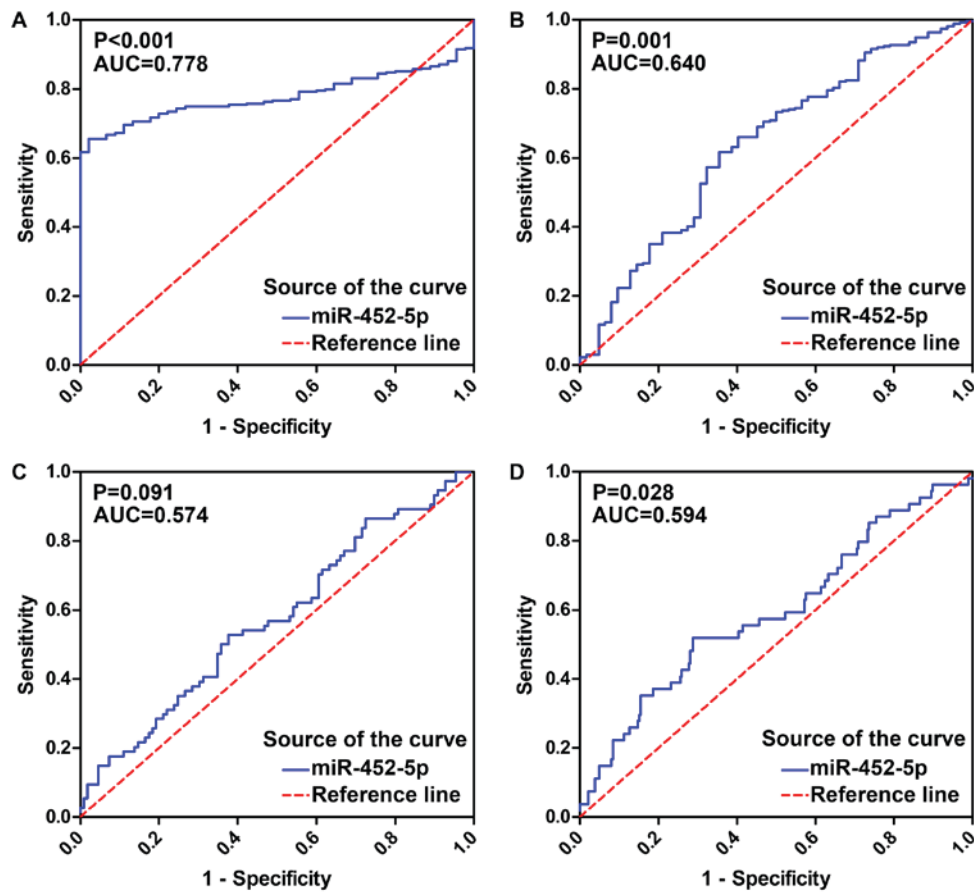 A
P<0.001
AUC=0.778
1.0
0.8
0.6
0.4
0.2
0.0
Sensitivity
Source of the curve
miR-452-5p
Reference line
0.0 0.2 0.4 0.6 0.8 1.0
1 - Specificity
B
P=0.001
AUC=0.640
1.0
0.8
0.6
0.4
0.2
0.0
Sensitivity
Source of the curve
miR-452-5p
Reference line
0.0 0.2 0.4 0.6 0.8 1.0
1 - Specificity
C
P=0.091
AUC=0.574
1.0
0.8
0.6
0.4
0.2
0.0
Sensitivity
Source of the curve
miR-452-5p
Reference line
0.0 0.2 0.4 0.6 0.8 1.0
1 - Specificity
D
P=0.028
AUC=0.594
1.0
0.8
0.6
0.4
0.2
0.0
Sensitivity
Source of the curve
miR-452-5p
Reference line
0.0 0.2 0.4 0.6 0.8 1.0
1 - Specificity